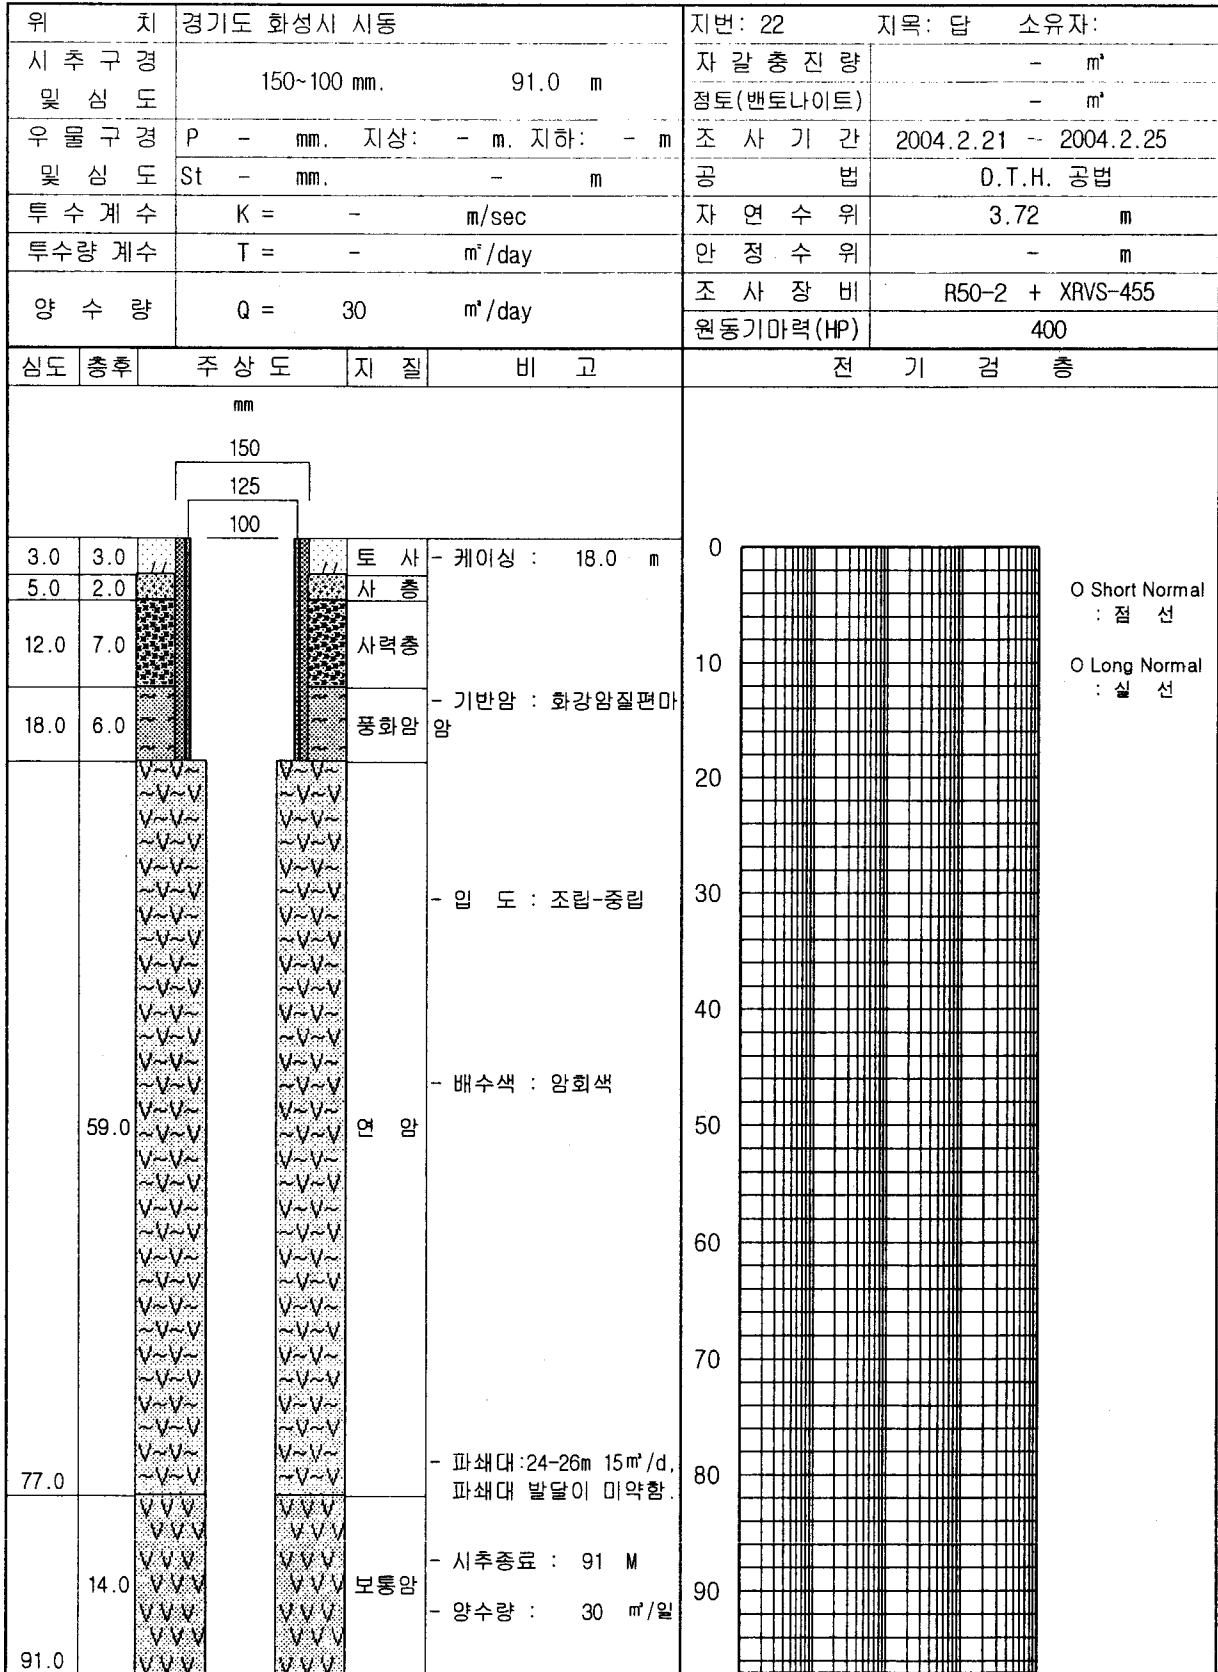 위 치 경기도 화성시 시동 지번: 22 지목: 답 소유자:
시 추 구 경 및 심 도 150~100 mm. 91.0 m
자 갈 충 진 량 - m³
점토(밴토나이트) - m³
우 물 구 경 및 심 도 P - mm. 지상: - m. 지하: - m
St - mm. - m
조 사 기 간 2004.2.21 -- 2004.2.25
공 법 D.T.H. 공법
투 수 계 수 K = - m/sec
자 연 수 위 3.72 m
투수량 계수 T = - m²/day
안 정 수 위 - m
양 수 량 Q = 30 m³/day
조 사 장 비 R50-2 + XRVS-455
원동기마력(HP) 400
심도 층후 주 상 도 지 질 비 고 전 기 검 층
mm
150
125
100
3.0 3.0 토 사 - 케이싱 : 18.0 m
5.0 2.0 사 층
12.0 7.0 사력층
18.0 6.0 풍화암
- 기반암 : 화강암질편마
암
- 입 도 : 조립-중립
- 배수색 : 암회색
59.0 연 암
77.0
- 파쇄대:24-26m 15m³/d,
파쇄대 발달이 미약함.
- 시추종료 : 91 M
14.0 보통암
- 양수량 : 30 m³/일
91.0
0
10
20
30
40
50
60
70
80
90
O Short Normal
: 점 선
O Long Normal
: 실 선